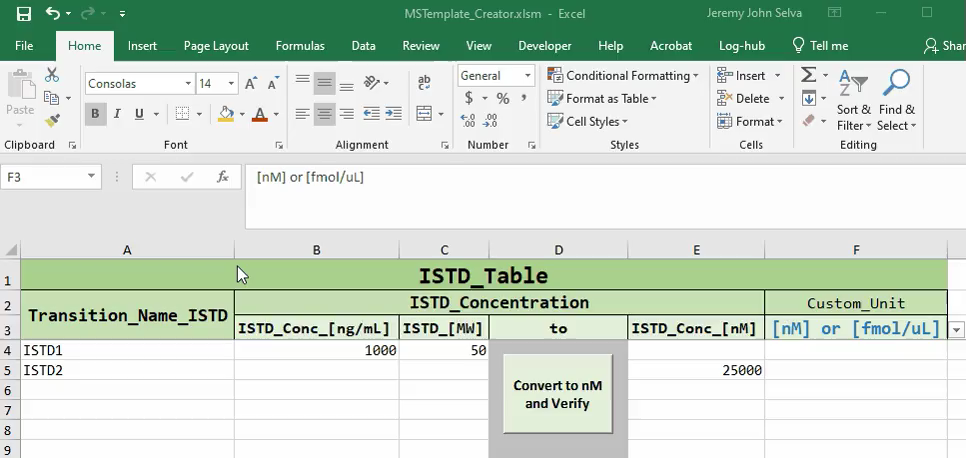 MSTemplate_Creator.xlsm - Excel
Jeremy John Selva
File Home Insert Page Layout Formulas Data Review View Developer Help Acrobat Log-hub Tell me Shar
Paste
Consolas 14
B I U
General
$ % ,
Conditional Formatting
Format as Table
Cell Styles
Insert
Delete
Format
Sort & Filter
Find & Select
Clipboard Font Alignment Number Styles Cells Editing
F3 fx [nM] or [fmol/uL]
A B C D E F
1 ISTD_Table
2 Transition_Name_ISTD ISTD_Concentration Custom_Unit
3 ISTD_Conc_[ng/mL] ISTD_[MW] to ISTD_Conc_[nM] [nM] or [fmol/uL]
4 ISTD1 1000 50
5 ISTD2 25000
Convert to nM
and Verify
6
7
8
9